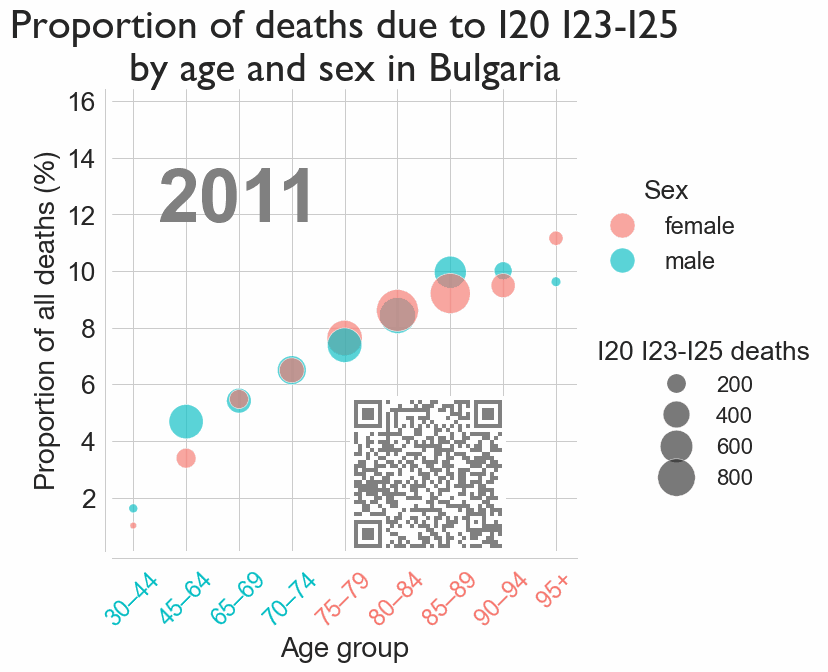 Proportion of deaths due to I20 I23-I25
by age and sex in Bulgaria
16
14
12
10
8
6
4
2
Proportion of all deaths (%)
2011
30–44
45–64
65–69
70–74
75–79
80–84
85–89
90–94
95+
Age group
Sex
female
male
I20 I23-I25 deaths
200
400
600
800